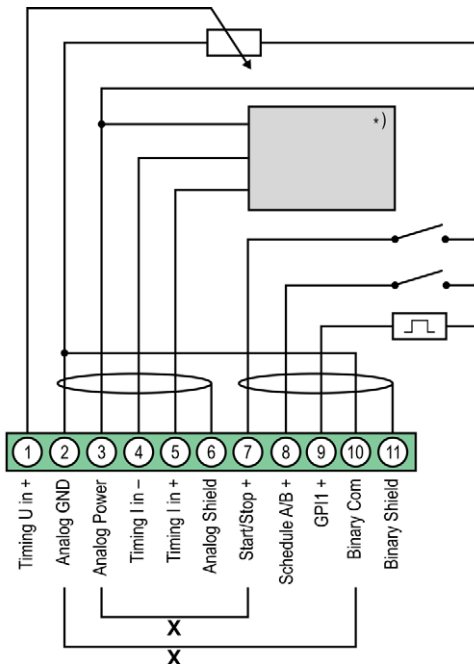 *)
1 2 3 4 5 6 7 8 9 10 11
Timing U in +
Analog GND
Analog Power
Timing I in –
Timing I in +
Analog Shield
Start/Stop +
Schedule A/B +
GPI1 +
Binary Com
Binary Shield
X
X